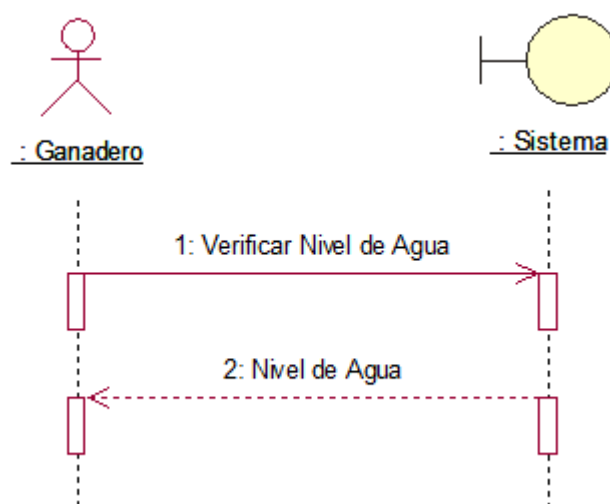 : Ganadero
: Sistema
1: Verificar Nivel de Agua
2: Nivel de Agua